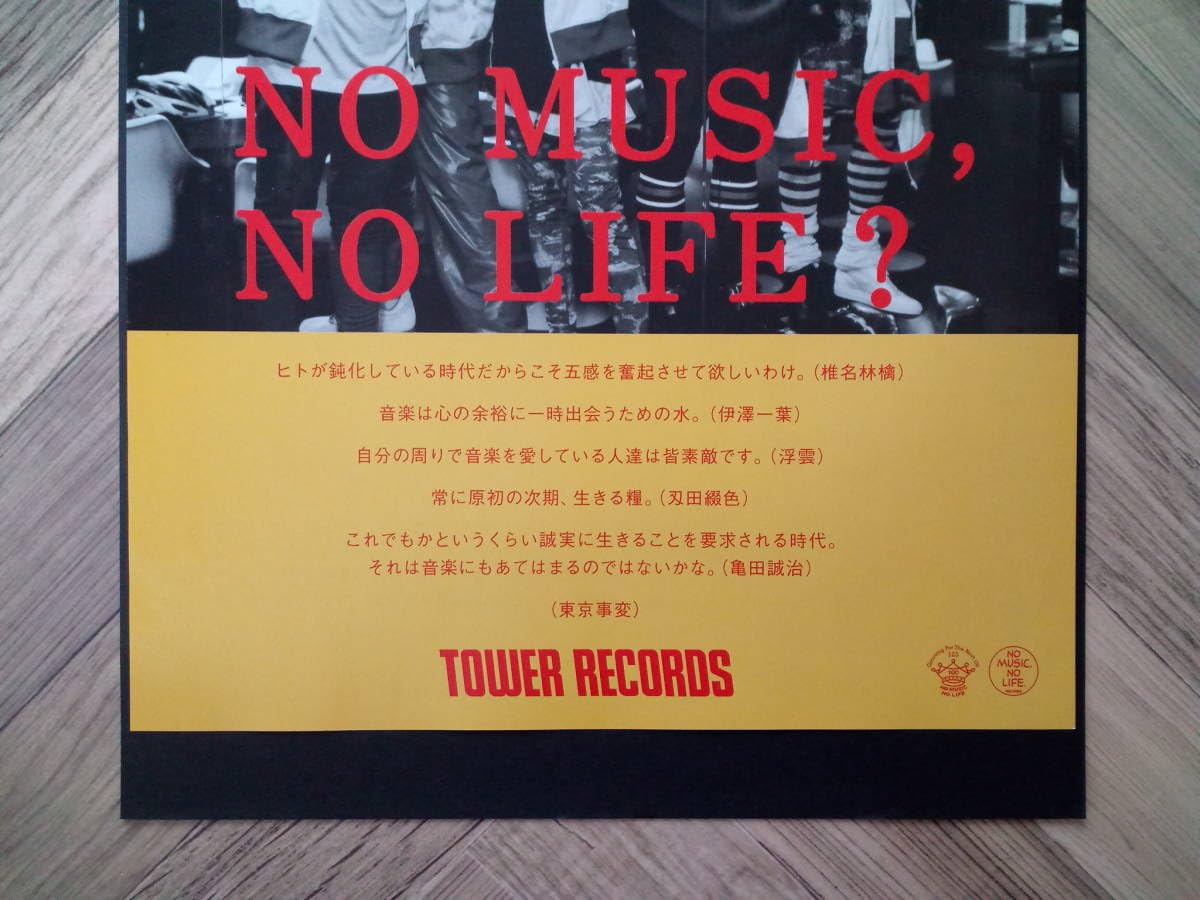 NO MUSIC,
NO LIFE?
ヒトが鈍化している時代だからこそ五感を奮起させて欲しいわけ。(椎名林檎)
音楽は心の余裕に一時出会うための水。(伊澤一葉)
自分の周りで音楽を愛している人達は皆素敵です。(浮雲)
常に原初の次期、生きる糧。(刄田綴色)
これでもかというくらい誠実に生きることを要求される時代。
それは音楽にもあてはまるのではないかな。(亀田誠治)
(東京事変)
TOWER RECORDS
NO MUSIC
NO LIFE
NO
MUSIC.
NO
LIFE.